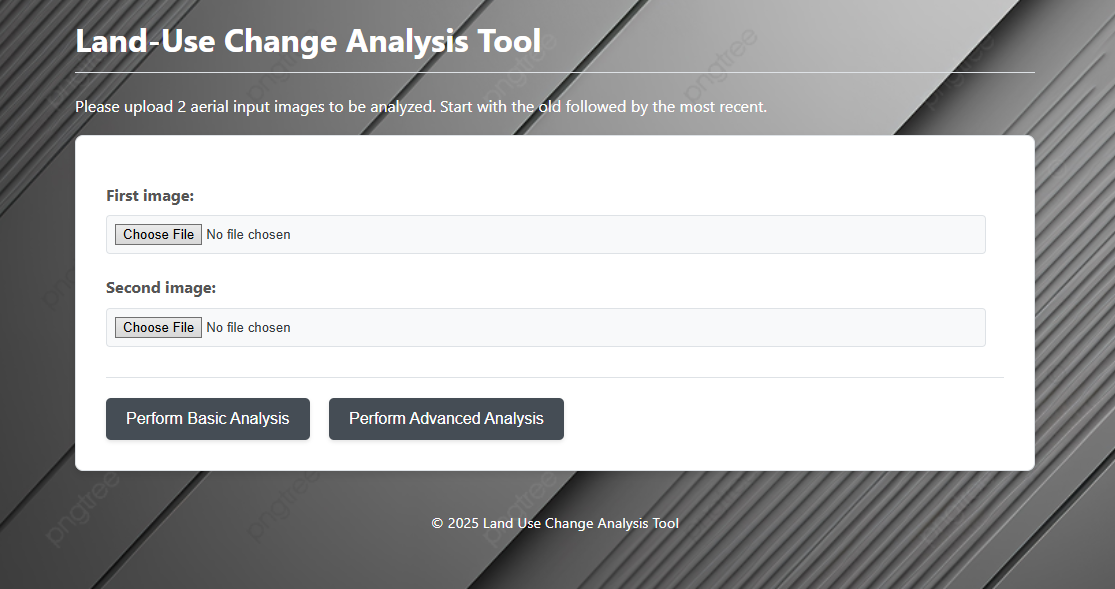 Land-Use Change Analysis Tool
Please upload 2 aerial input images to be analyzed. Start with the old followed by the most recent.
First image:
Choose File No file chosen
Second image:
Choose File No file chosen
Perform Basic Analysis Perform Advanced Analysis
pngtree
pngtree
pngtree
© 2025 Land Use Change Analysis Tool